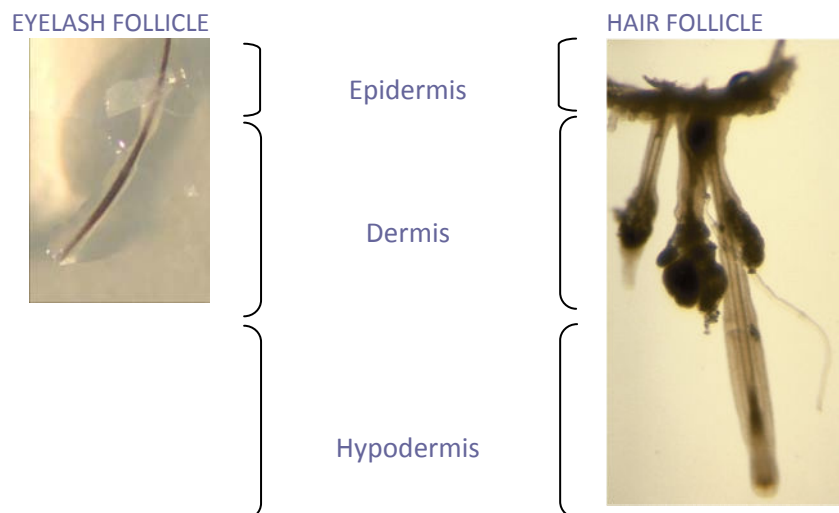 EYELASH FOLLICLE
HAIR FOLLICLE
Epidermis
Dermis
Hypodermis